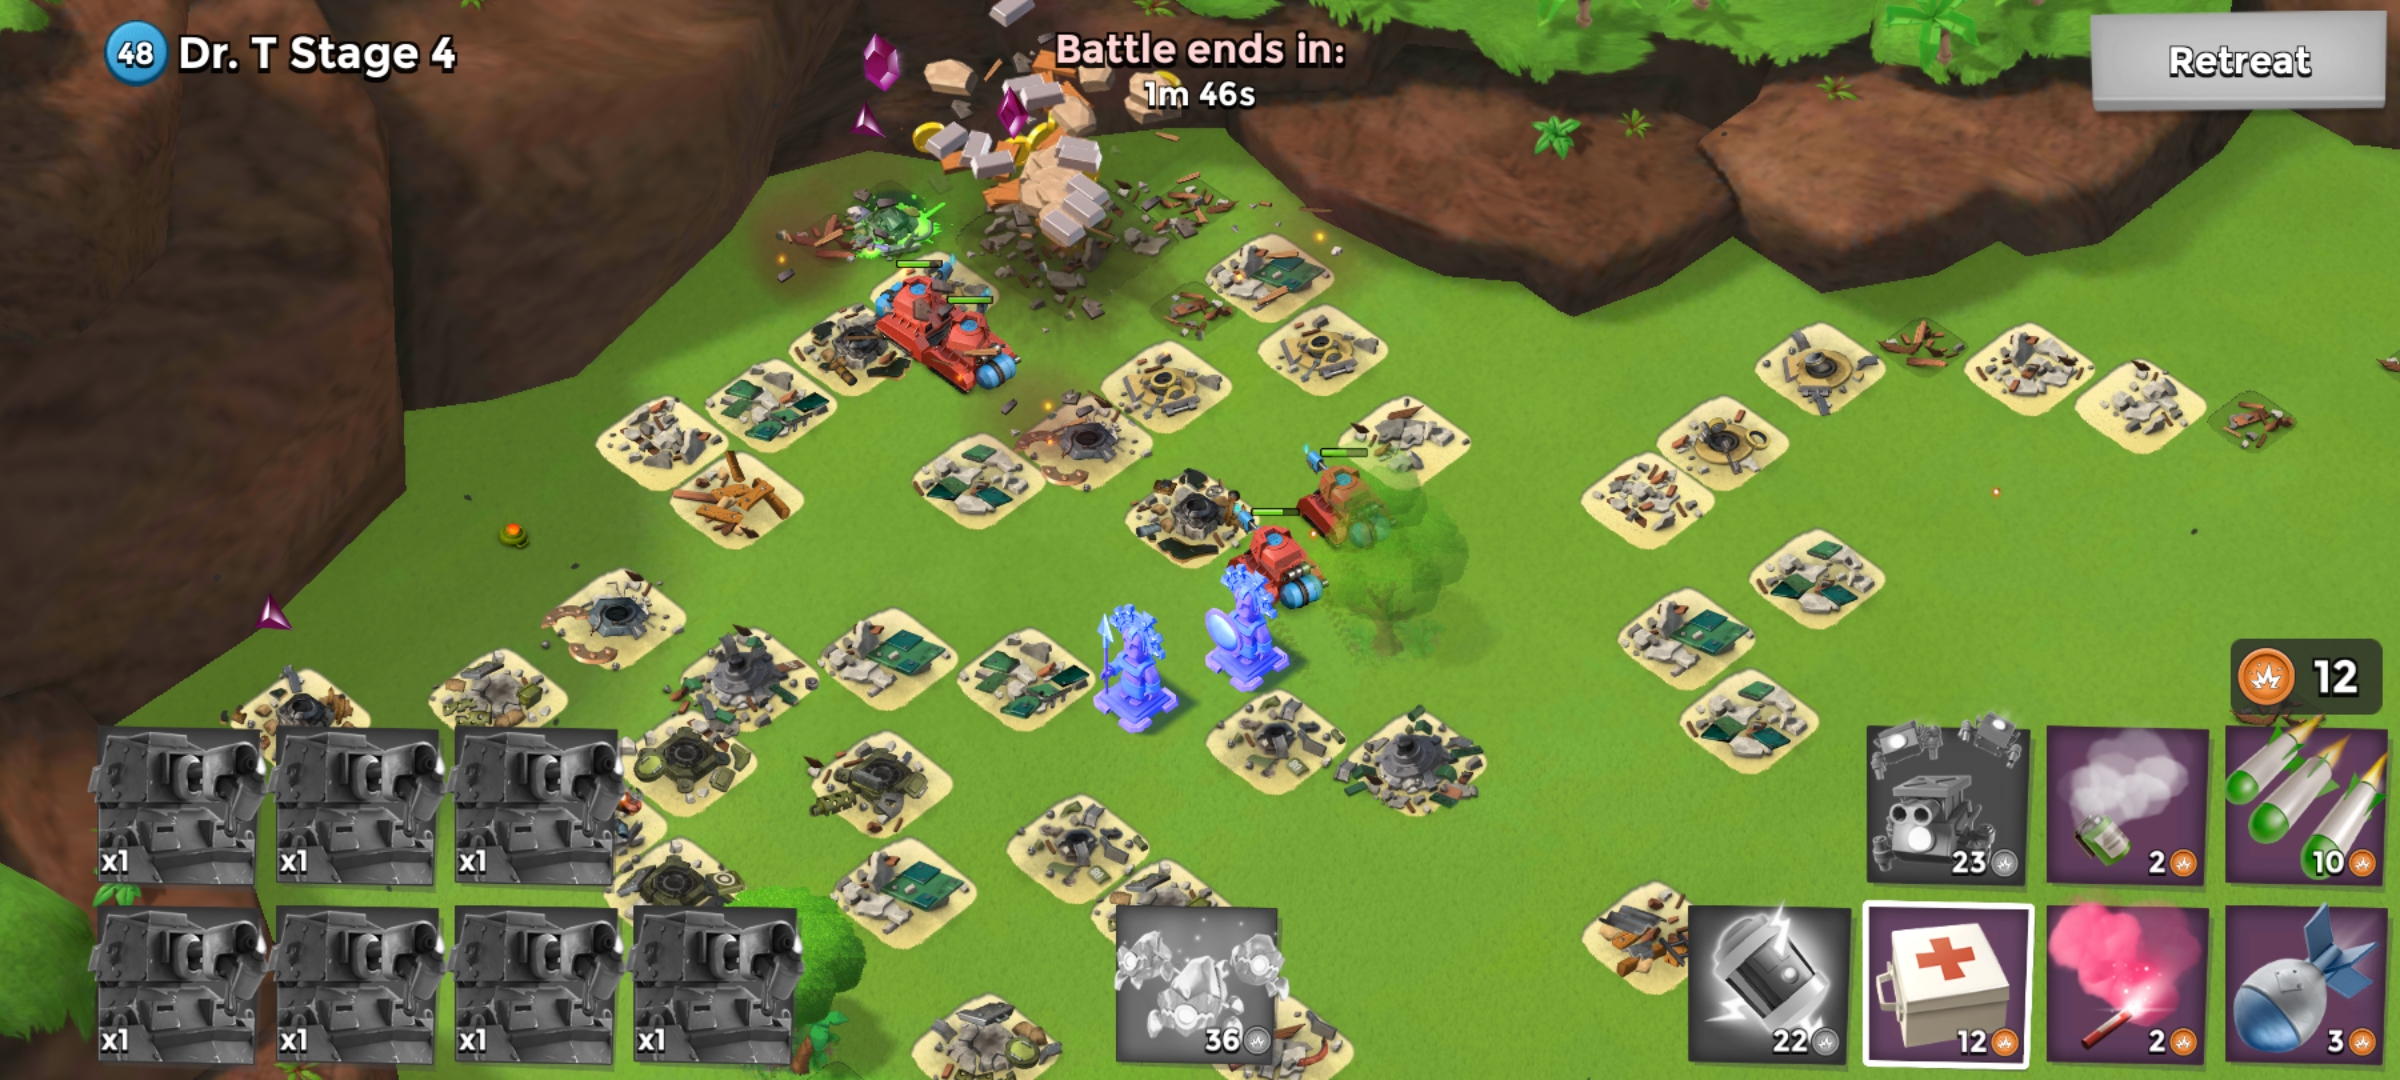 48 Dr. T Stage 4
Battle ends in:
1m 46s
Retreat
12
x1 x1 x1
23 2 10
x1 x1 x1 x1
36 22 12 2 3